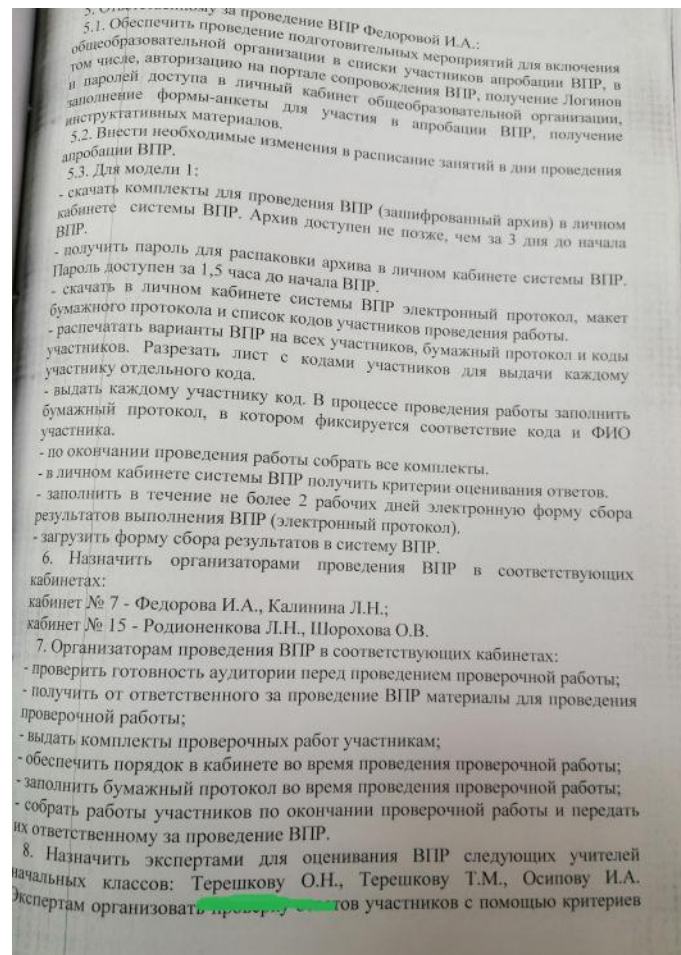 5. Ответственному за проведение ВПР Федоровой И.А.:
5.1. Обеспечить проведение подготовительных мероприятий для включения
общеобразовательной организации в списки участников апробации ВПР, в
том числе, авторизацию на портале сопровождения ВПР, получение Логинов
и паролей доступа в личный кабинет общеобразовательной организации,
заполнение формы-анкеты для участия в апробации ВПР, получение
инструктативных материалов.
5.2. Внести необходимые изменения в расписание занятий в дни проведения
апробации ВПР.
5.3. Для модели 1:
- скачать комплекты для проведения ВПР (зашифрованный архив) в личном
кабинете системы ВПР. Архив доступен не позже, чем за 3 дня до начала
ВПР.
- получить пароль для распаковки архива в личном кабинете системы ВПР.
Пароль доступен за 1,5 часа до начала ВПР.
- скачать в личном кабинете системы ВПР электронный протокол, макет
бумажного протокола и список кодов участников проведения работы.
- распечатать варианты ВПР на всех участников, бумажный протокол и коды
участников. Разрезать лист с кодами участников для выдачи каждому
участнику отдельного кода.
- выдать каждому участнику код. В процессе проведения работы заполнить
бумажный протокол, в котором фиксируется соответствие кода и ФИО
участника.
- по окончании проведения работы собрать все комплекты.
- в личном кабинете системы ВПР получить критерии оценивания ответов.
- заполнить в течение не более 2 рабочих дней электронную форму сбора
результатов выполнения ВПР (электронный протокол).
- загрузить форму сбора результатов в систему ВПР.
6. Назначить организаторами проведения ВПР в соответствующих
кабинетах:
кабинет № 7 - Федорова И.А., Калинина Л.Н.;
кабинет № 15 - Родионенкова Л.Н., Шорохова О.В.
7. Организаторам проведения ВПР в соответствующих кабинетах:
- проверить готовность аудитории перед проведением проверочной работы;
- получить от ответственного за проведение ВПР материалы для проведения
проверочной работы;
- выдать комплекты проверочных работ участникам;
- обеспечить порядок в кабинете во время проведения проверочной работы;
- заполнить бумажный протокол во время проведения проверочной работы;
- собрать работы участников по окончании проверочной работы и передать
их ответственному за проведение ВПР.
8. Назначить экспертами для оценивания ВПР следующих учителей
начальных классов: Терешкову О.Н., Терешкову Т.М., Осипову И.А.
Экспертам организовать проверку ответов участников с помощью критериев